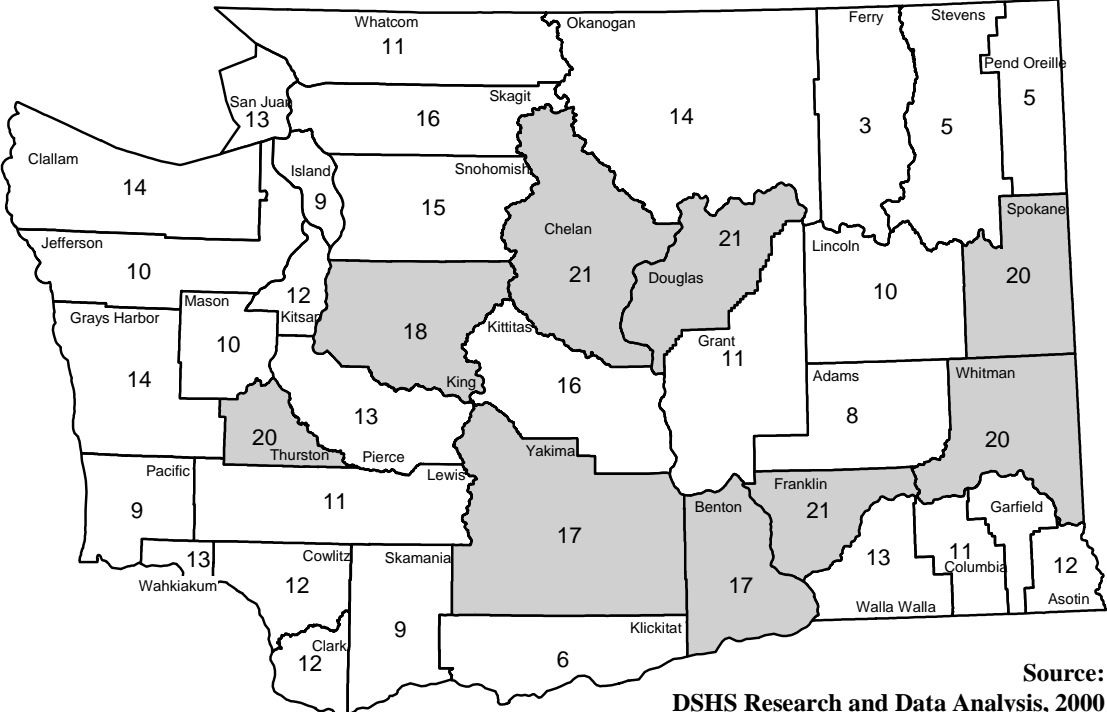 Whatcom
11
Okanogan
14
Ferry
3
Stevens
5
Pend Oreille
5
San Juan
13
Skagit
16
Clallam
14
Island
9
Snohomish
15
Chelan
21
Douglas
21
Spokane
20
Jefferson
10
Lincoln
10
Mason
10
12
Kitsap
18
King
Kittitas
16
Grant
11
Grays Harbor
14
Adams
8
Whitman
20
Pierce
13
20
Thurston
Yakima
17
Franklin
21
Benton
17
Pacific
9
Lewis
11
Garfield
13
Walla Walla
11
Columbia
12
Asotin
13
Wahkiakum
Cowlitz
12
Skamania
9
Clark
12
Klickitat
6
Source:
DSHS Research and Data Analysis, 2000